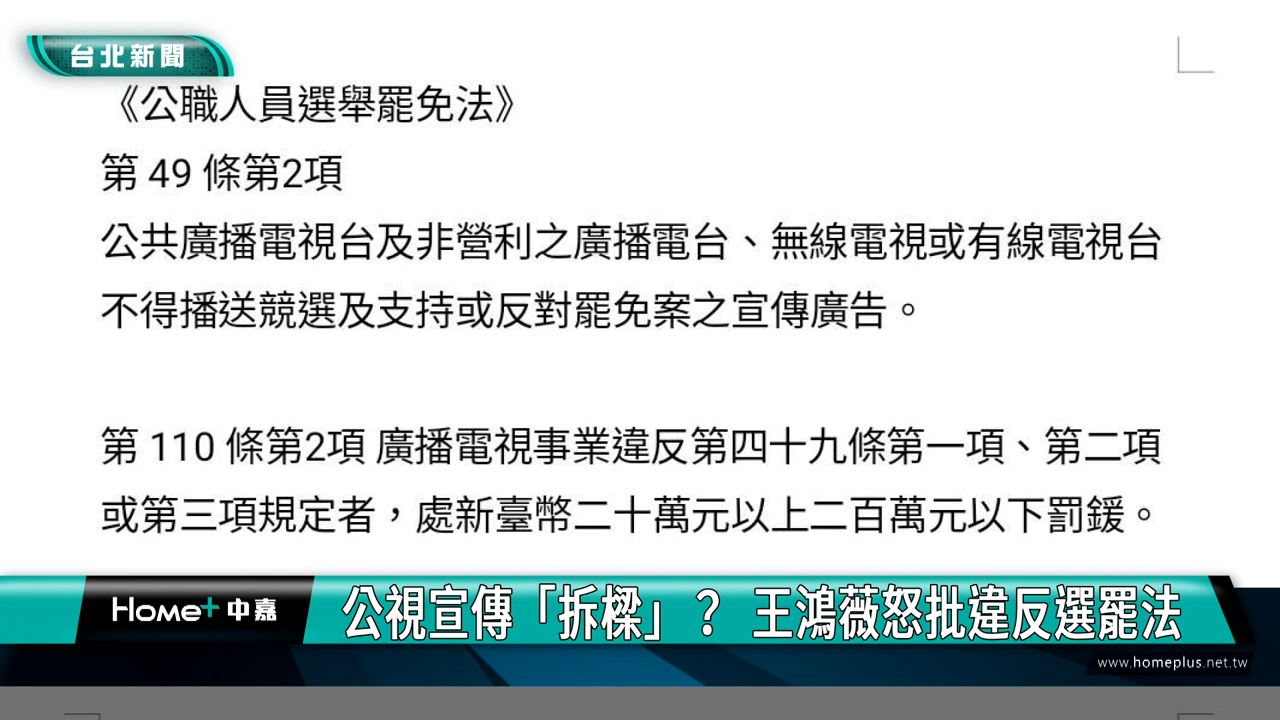 台北新聞
《公職人員選舉罷免法》
第 49 條第2項
公共廣播電視台及非營利之廣播電台、無線電視或有線電視台
不得播送競選及支持或反對罷免案之宣傳廣告。
第 110 條第2項 廣播電視事業違反第四十九條第一項、第二項
或第三項規定者，處新臺幣二十萬元以上二百萬元以下罰鍰。
Home+ 中嘉
公視宣傳「拆樑」？ 王鴻薇怒批違反選罷法
www.homeplus.net.tw